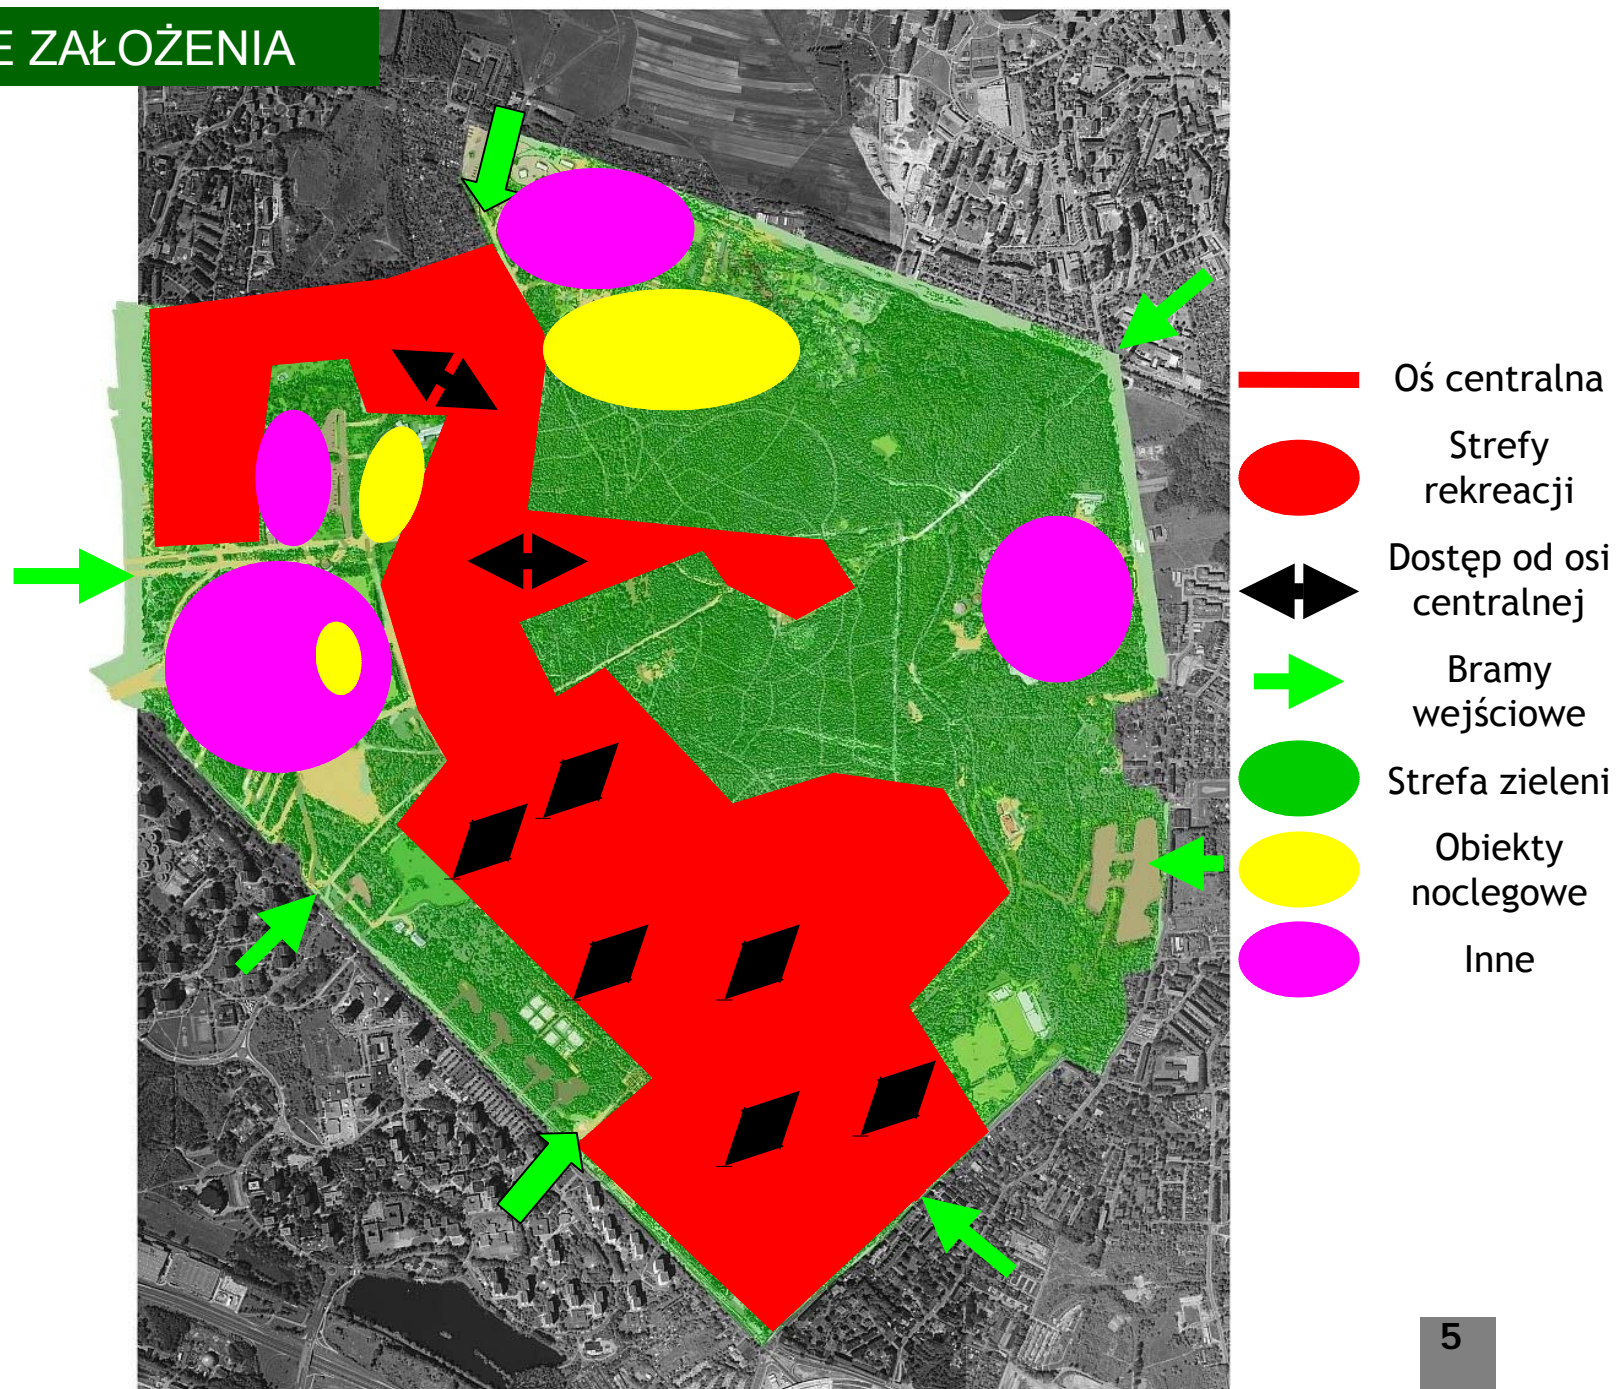 E ZAŁOŻENIA
Oś centralna
Strefy
rekreacji
Dostęp od osi
centralnej
Bramy
wejściowe
Strefa zieleni
Obiekty
noclegowe
Inne
5